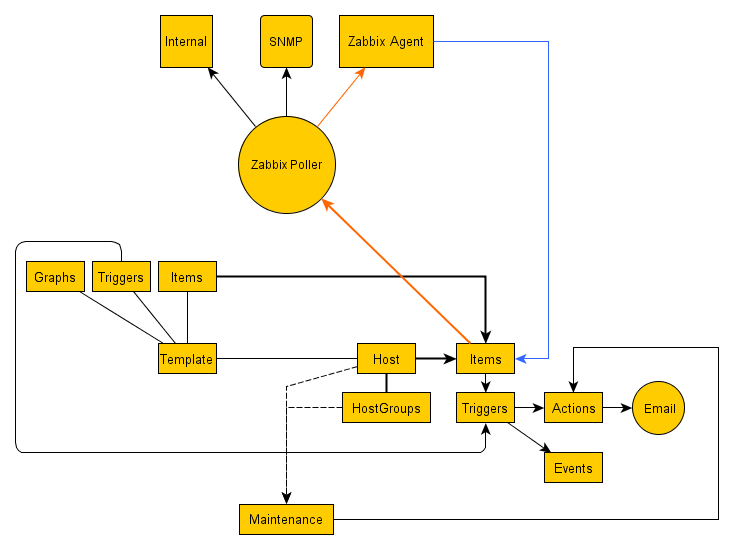 Internal
SNMP
Zabbix Agent
Zabbix Poller
Graphs
Triggers
Items
Template
Host
Items
HostGroups
Triggers
Actions
Email
Events
Maintenance